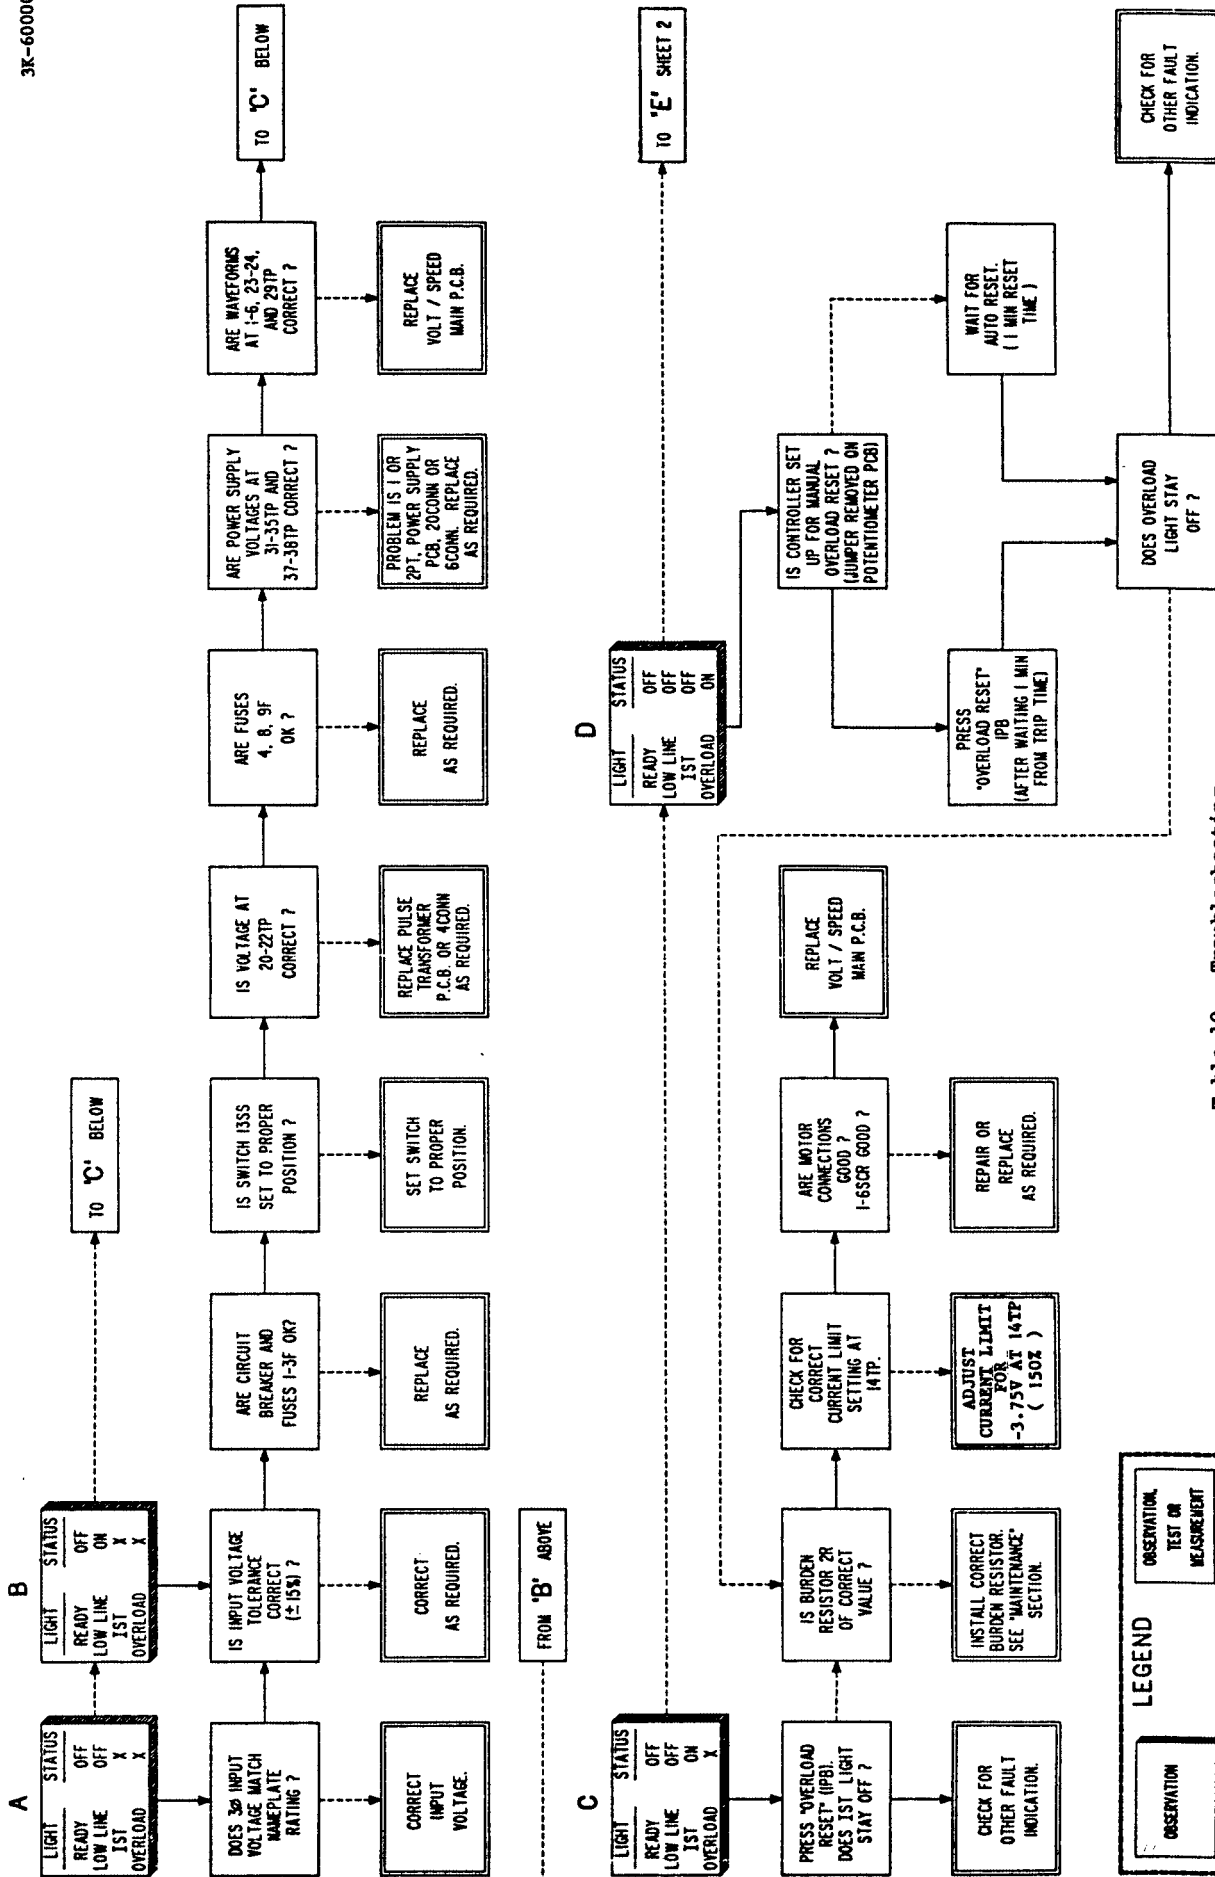 3K-6000
A
LIGHT STATUS
READY OFF
LOW LINE OFF
IST X
OVERLOAD X
B
LIGHT STATUS
READY OFF
LOW LINE ON
IST X
OVERLOAD X
TO 'C' BELOW
DOES 3Ø INPUT
VOLTAGE MATCH
NAMEPLATE
RATING ?
IS INPUT VOLTAGE
TOLERANCE
CORRECT
(±15%) ?
ARE CIRCUIT
BREAKER AND
FUSES 1-3F OK?
IS SWITCH 13SS
SET TO PROPER
POSITION ?
IS VOLTAGE AT
20-22TP
CORRECT ?
ARE FUSES
4, 8, 9F
OK ?
ARE POWER SUPPLY
VOLTAGES AT
31-35TP AND
37-38TP CORRECT ?
ARE WAVEFORMS
AT 1-6, 23-24,
AND 29TP
CORRECT ?
TO 'C' BELOW
CORRECT
INPUT
VOLTAGE.
CORRECT
AS REQUIRED.
REPLACE
AS REQUIRED.
SET SWITCH
TO PROPER
POSITION.
REPLACE PULSE
TRANSFORMER
P.C.B. OR 4CONN
AS REQUIRED.
REPLACE
AS REQUIRED.
PROBLEM IS 1 OR
2PT, POWER SUPPLY
PCB, 20CONN OR
6CONN. REPLACE
AS REQUIRED.
REPLACE
VOLT / SPEED
MAIN P.C.B.
FROM 'B' ABOVE
C
LIGHT STATUS
READY OFF
LOW LINE OFF
IST ON
OVERLOAD X
D
LIGHT STATUS
READY OFF
LOW LINE OFF
IST OFF
OVERLOAD ON
TO 'E' SHEET 2
PRESS "OVERLOAD
RESET" (1PB).
DOES IST LIGHT
STAY OFF ?
IS BURDEN
RESISTOR 2R
OF CORRECT
VALUE ?
CHECK FOR
CORRECT
CURRENT LIMIT
SETTING AT
14TP.
ARE MOTOR
CONNECTIONS
GOOD ?
1-6SCR GOOD ?
REPLACE
VOLT / SPEED
MAIN P.C.B.
IS CONTROLLER SET
UP FOR MANUAL
OVERLOAD RESET ?
(JUMPER REMOVED ON
POTENTIOMETER PCB)
CHECK FOR
OTHER FAULT
INDICATION.
INSTALL CORRECT
BURDEN RESISTOR.
SEE "MAINTENANCE"
SECTION.
ADJUST
CURRENT LIMIT
FOR
-3.75V AT 14TP
( 150% )
REPAIR OR
REPLACE
AS REQUIRED.
PRESS
"OVERLOAD RESET"
1PB
(AFTER WAITING 1 MIN
FROM TRIP TIME)
WAIT FOR
AUTO RESET.
( 1 MIN RESET
TIME )
DOES OVERLOAD
LIGHT STAY
OFF ?
CHECK FOR
OTHER FAULT
INDICATION.
LEGEND
OBSERVATION
OBSERVATION,
TEST OR
MEASUREMENT